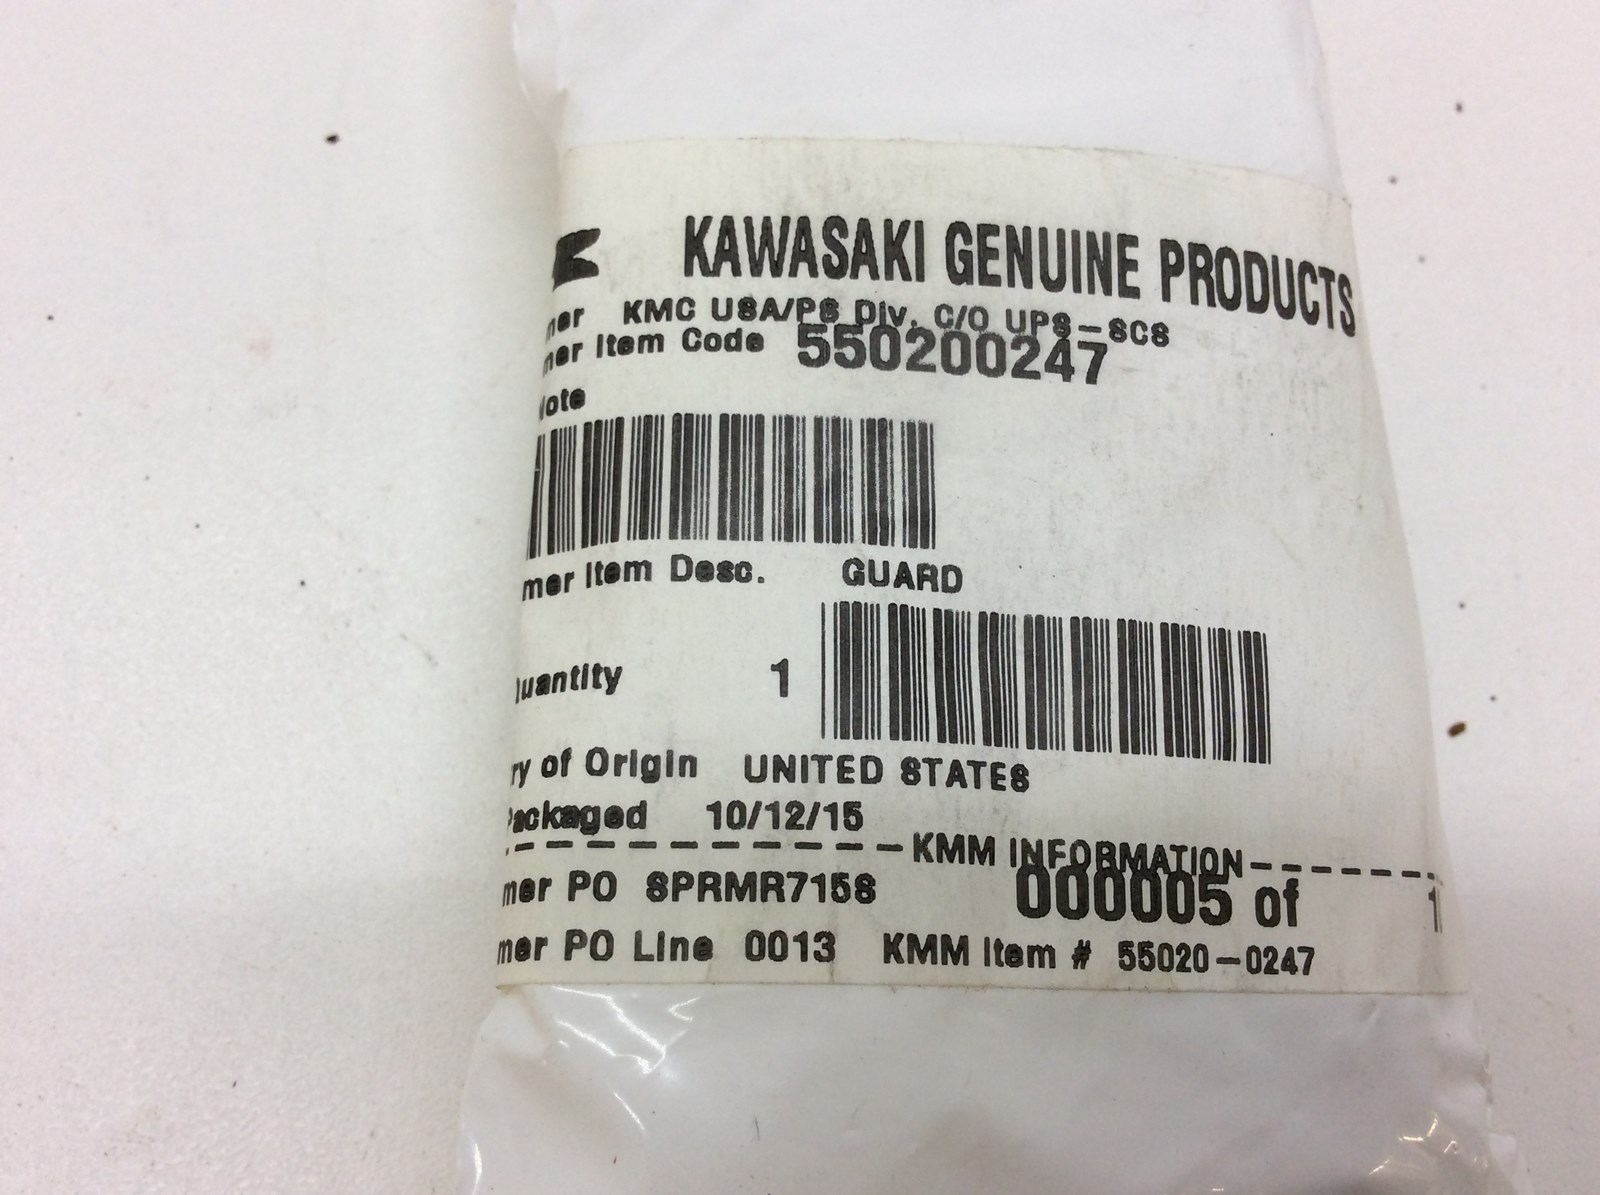 K KAWASAKI GENUINE PRODUCTS
mer KMC USA/PS Div. C/O UPS-SCS
mer Item Code 550200247
Note
mer Item Desc. GUARD
Quantity 1
ry of Origin UNITED STATES
Packaged 10/12/15
KMM INFORMATION
mer PO SPRMR715S 000005 of 1
mer PO Line 0013 KMM Item # 55020-0247